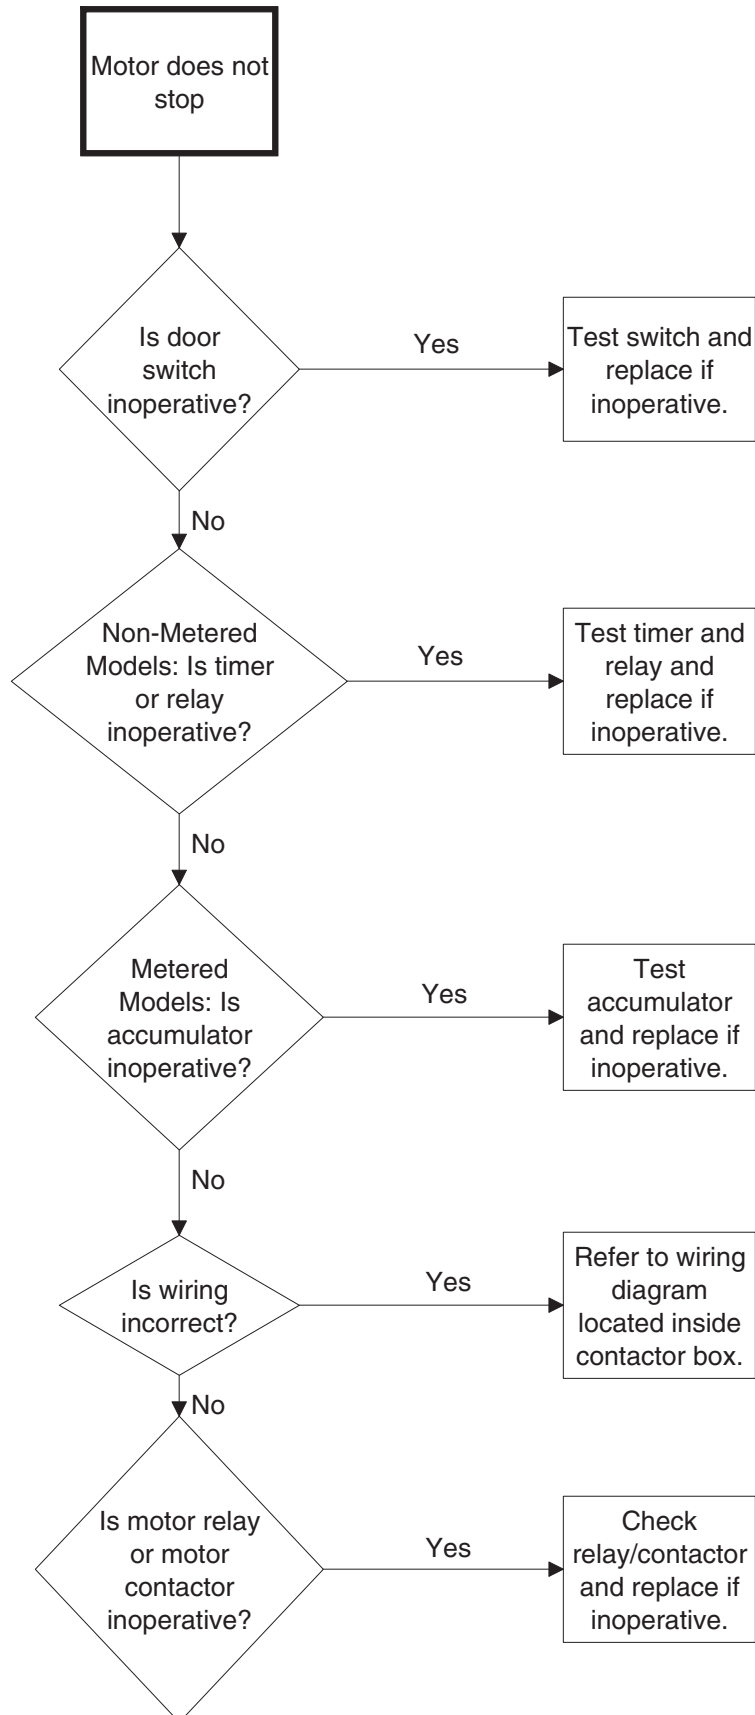 Motor does not
stop
Is door
switch
inoperative?
Yes
Test switch and
replace if
inoperative.
No
Non-Metered
Models: Is timer
or relay
inoperative?
Yes
Test timer and
relay and
replace if
inoperative.
No
Metered
Models: Is
accumulator
inoperative?
Yes
Test
accumulator
and replace if
inoperative.
No
Is wiring
incorrect?
Yes
Refer to wiring
diagram
located inside
contactor box.
No
Is motor relay
or motor
contactor
inoperative?
Yes
Check
relay/contactor
and replace if
inoperative.